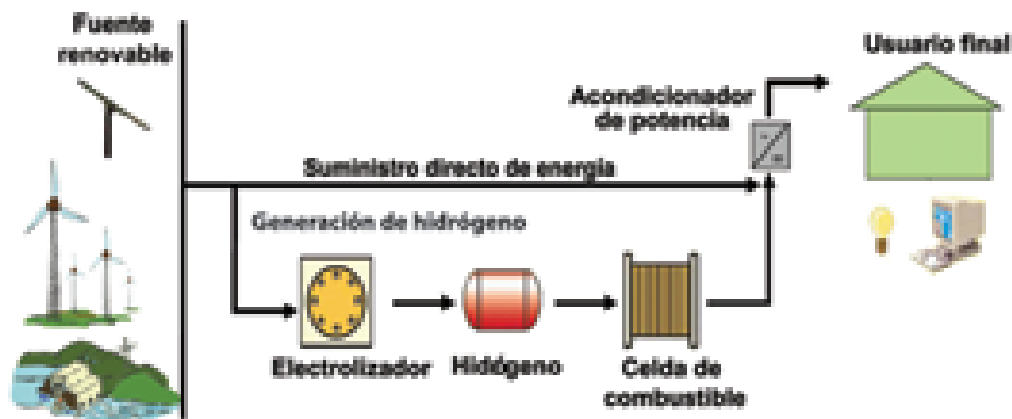 Fuente
renovable
Usuario final
Acondicionador
de potencia
Suministro directo de energía
Generación de hidrógeno
Electrolizador
Hidógeno
Celda de
combustible